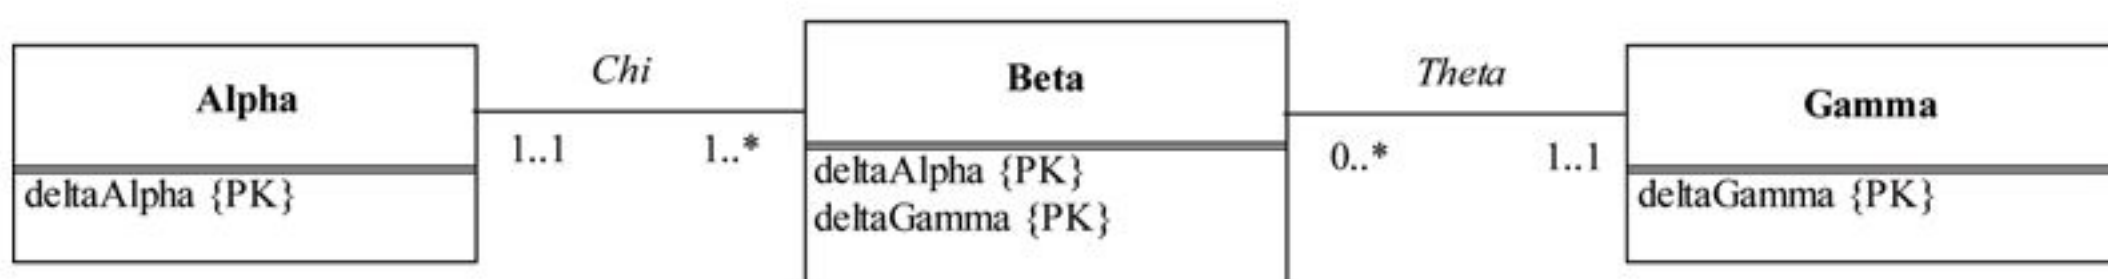 Alpha
deltaAlpha {PK}
Chi
1..1
1..*
Beta
deltaAlpha {PK}
deltaGamma {PK}
Theta
0..*
1..1
Gamma
deltaGamma {PK}